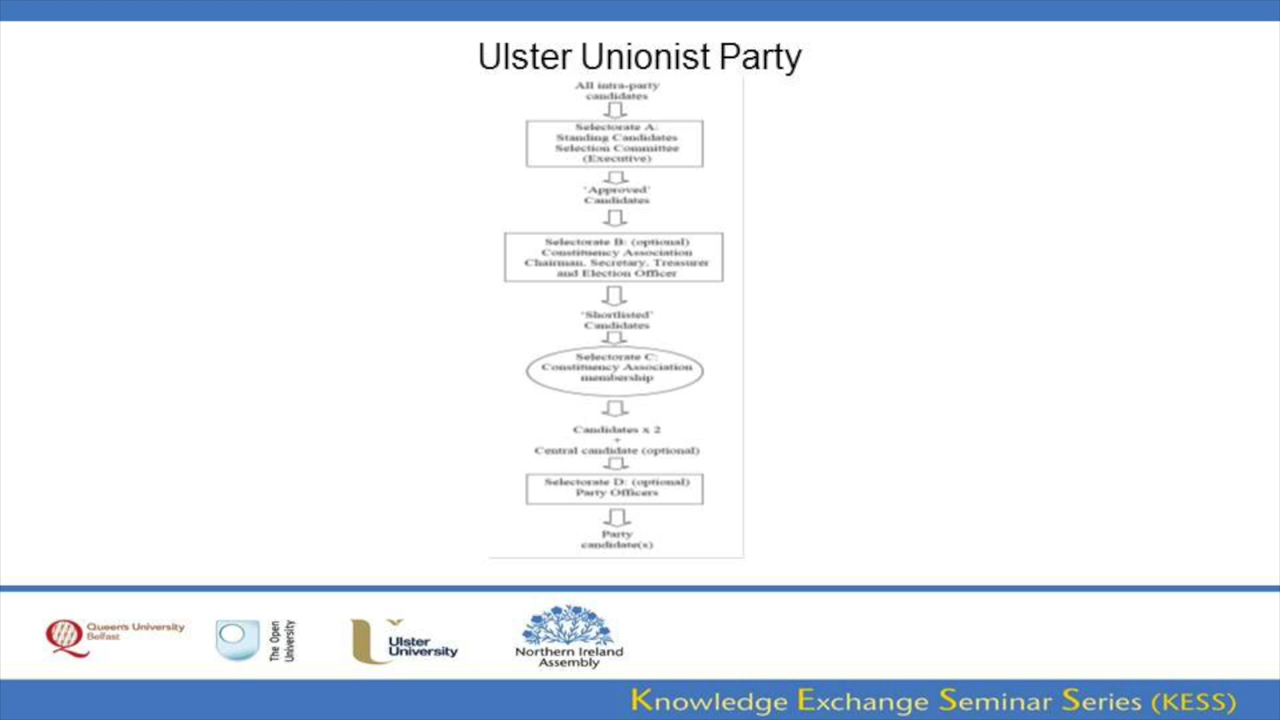 Ulster Unionist Party
All intra-party
candidates
Selectorate A:
Standing Candidates
Selection Committee
(Executive)
'Approved'
Candidates
Selectorate B: (optional)
Constituency Association
Chairman, Secretary, Treasurer
and Election Officer
'Shortlisted'
Candidates
Selectorate C:
Constituency Association
membership
Candidates x 2
+
Central candidate (optional)
Selectorate D: (optional)
Party Officers
Party
candidate(s)
Queen's University
Belfast
The Open
University
Ulster
University
Northern Ireland
Assembly
Knowledge Exchange Seminar Series (KESS)